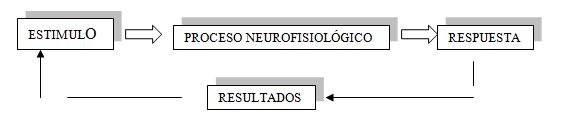 ESTIMULO
PROCESO NEUROFISIOLÓGICO
RESPUESTA
RESULTADOS